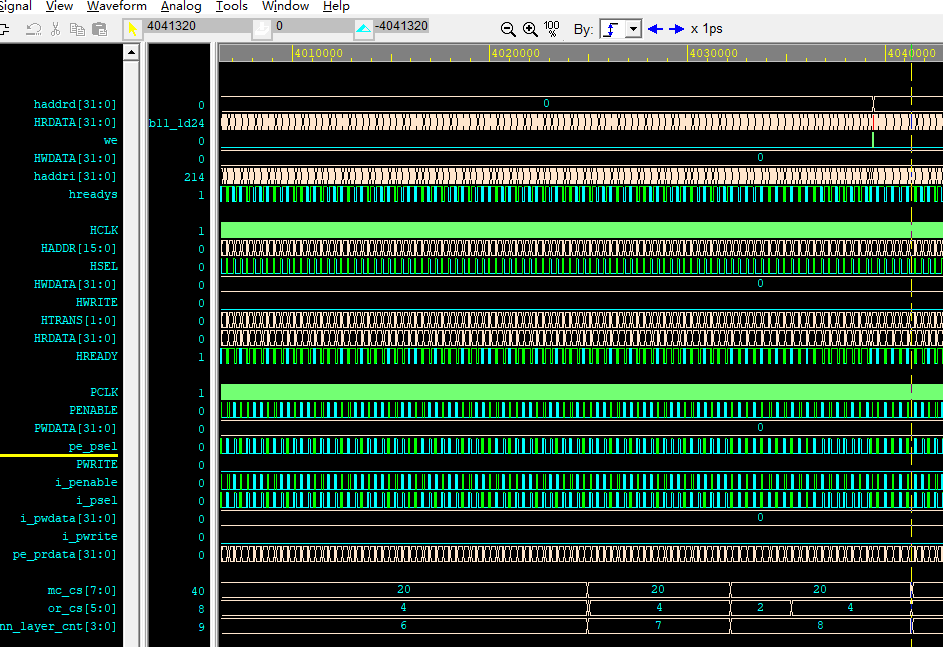 Signal View Waveform Analog Tools Window Help
4041320 0 -4041320 100 % By: x 1ps
4010000 4020000 4030000 4040000
haddrd[31:0] 0 0
HRDATA[31:0] b11_1d24
we 0
HWDATA[31:0] 0 0
haddri[31:0] 214
hreadys 1
HCLK 1
HADDR[15:0] 0
HSEL 0
HWDATA[31:0] 0 0
HWRITE 0
HTRANS[1:0] 0
HRDATA[31:0] 0
HREADY 1
PCLK 1
PENABLE 0
PWDATA[31:0] 0 0
pe_psel 0
PWRITE 0
i_penable 0
i_psel 0
i_pwdata[31:0] 0 0
i_pwrite 0
pe_prdata[31:0] 0
mc_cs[7:0] 40 20 20 20
or_cs[5:0] 8 4 4 2 4
nn_layer_cnt[3:0] 9 6 7 8